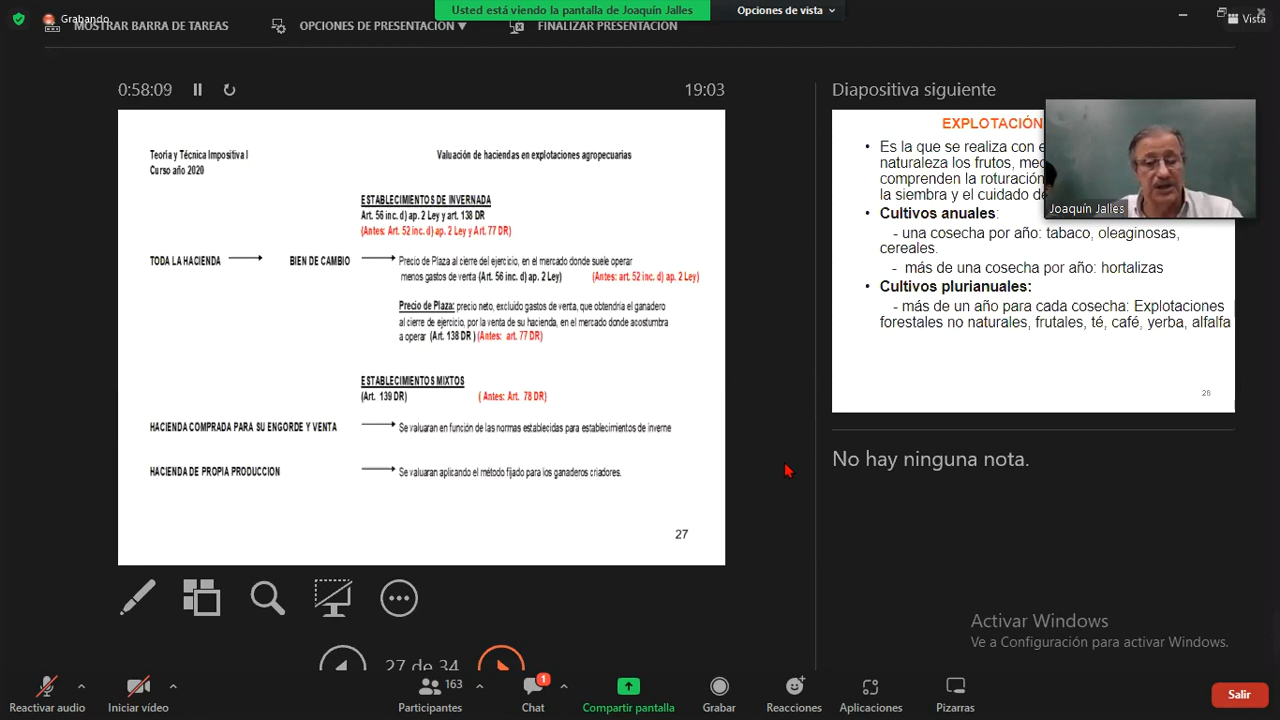 Grabando
Usted está viendo la pantalla de Joaquín Jalles
Opciones de vista
Vista
MOSTRAR BARRA DE TAREAS
OPCIONES DE PRESENTACIÓN
FINALIZAR PRESENTACIÓN
0:58:09
19:03
Teoría y Técnica Impositiva I
Curso año 2020
Valuación de haciendas en explotaciones agropecuarias
ESTABLECIMIENTOS DE INVERNADA
Art. 56 inc. d) ap. 2 Ley y art. 138 DR
(Antes: Art. 52 inc. d) ap. 2 Ley y Art. 77 DR)
TODA LA HACIENDA BIEN DE CAMBIO Precio de Plaza al cierre del ejercicio, en el mercado donde suele operar
menos gastos de venta (Art. 56 inc. d) ap. 2 Ley) (Antes: art. 52 inc. d) ap. 2 Ley)
Precio de Plaza: precio neto, excluido gastos de venta, que obtendría el ganadero
al cierre de ejercicio, por la venta de su hacienda, en el mercado donde acostumbra
a operar (Art. 138 DR ) (Antes: art. 77 DR)
ESTABLECIMIENTOS MIXTOS
(Art. 139 DR) ( Antes: Art. 78 DR)
HACIENDA COMPRADA PARA SU ENGORDE Y VENTA Se valuaran en función de las normas establecidas para establecimientos de inverne
HACIENDA DE PROPIA PRODUCCION Se valuaran aplicando el método fijado para los ganaderos criadores.
27
27 de 34
Diapositiva siguiente
EXPLOTACIÓN
• Es la que se realiza con e
naturaleza los frutos, med
comprenden la roturación
la siembra y el cuidado de
• Cultivos anuales:
- una cosecha por año: tabaco, oleaginosas,
cereales.
- más de una cosecha por año: hortalizas
• Cultivos plurianuales:
- más de un año para cada cosecha: Explotaciones
forestales no naturales, frutales, té, café, yerba, alfalfa
26
Joaquín Jalles
No hay ninguna nota.
Activar Windows
Ve a Configuración para activar Windows.
Reactivar audio
Iniciar vídeo
163
Participantes
1
Chat
Compartir pantalla
Grabar
Reacciones
Aplicaciones
Pizarras
Salir